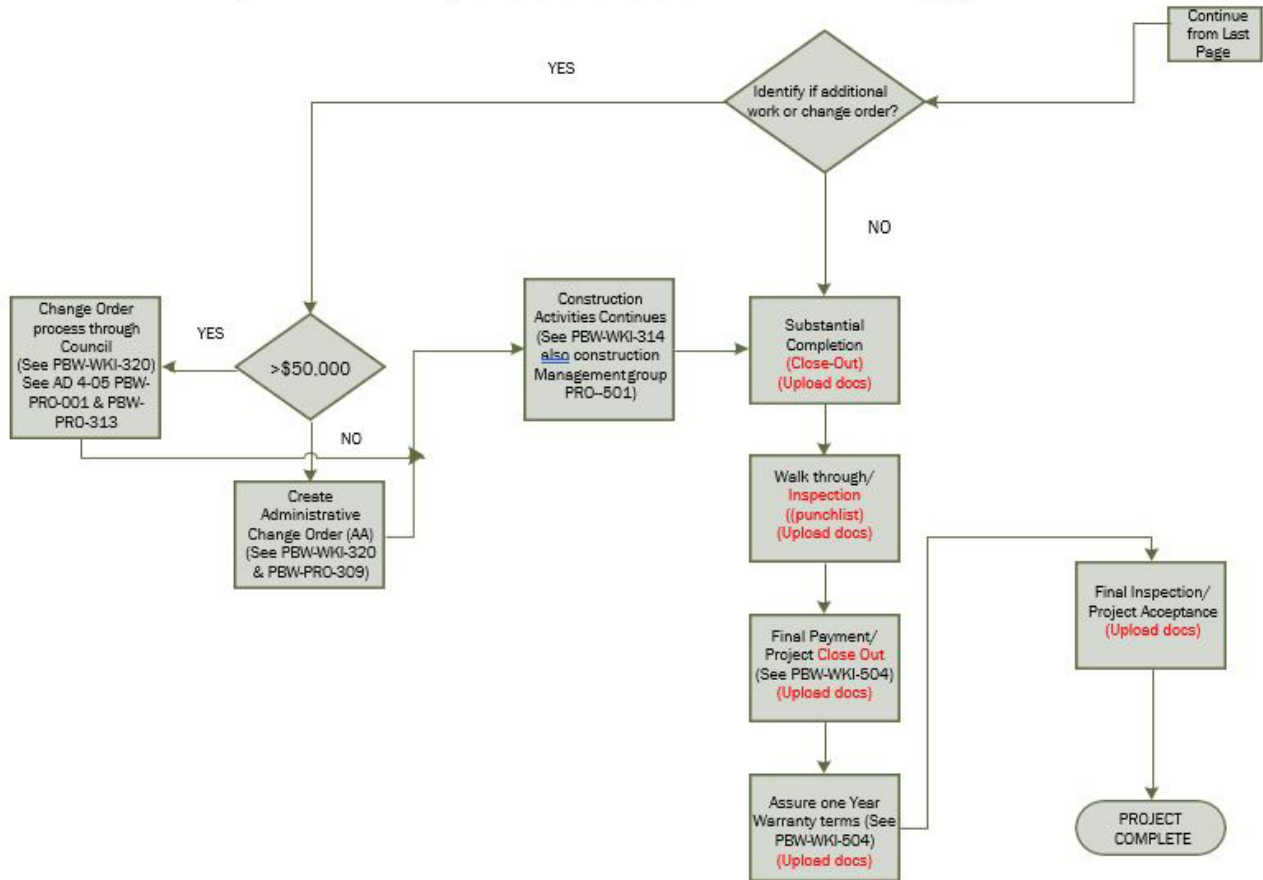 Continue
from Last
Page
YES
Identify if additional
work or change order?
NO
Change Order
process through
Council
(See PBW-WKI-320)
See AD 4-05 PBW-
PRO-001 & PBW-
PRO-313
YES
>$50.000
NO
Create
Administrative
Change Order (AA)
(See PBW-WKI-320
& PBW-PRO-309)
Construction
Activities Continues
(See PBW-WKI-314
also construction
Management group
PRO--501)
Substantial
Completion
(Close-Out)
(Upload docs)
Walk through/
Inspection
((punchlist)
(Upload docs)
Final Payment/
Project Close Out
(See PBW-WKI-504)
(Upload docs)
Assure one Year
Warranty terms (See
PBW-WKI-504)
(Upload docs)
Final Inspection/
Project Acceptance
(Upload docs)
PROJECT
COMPLETE